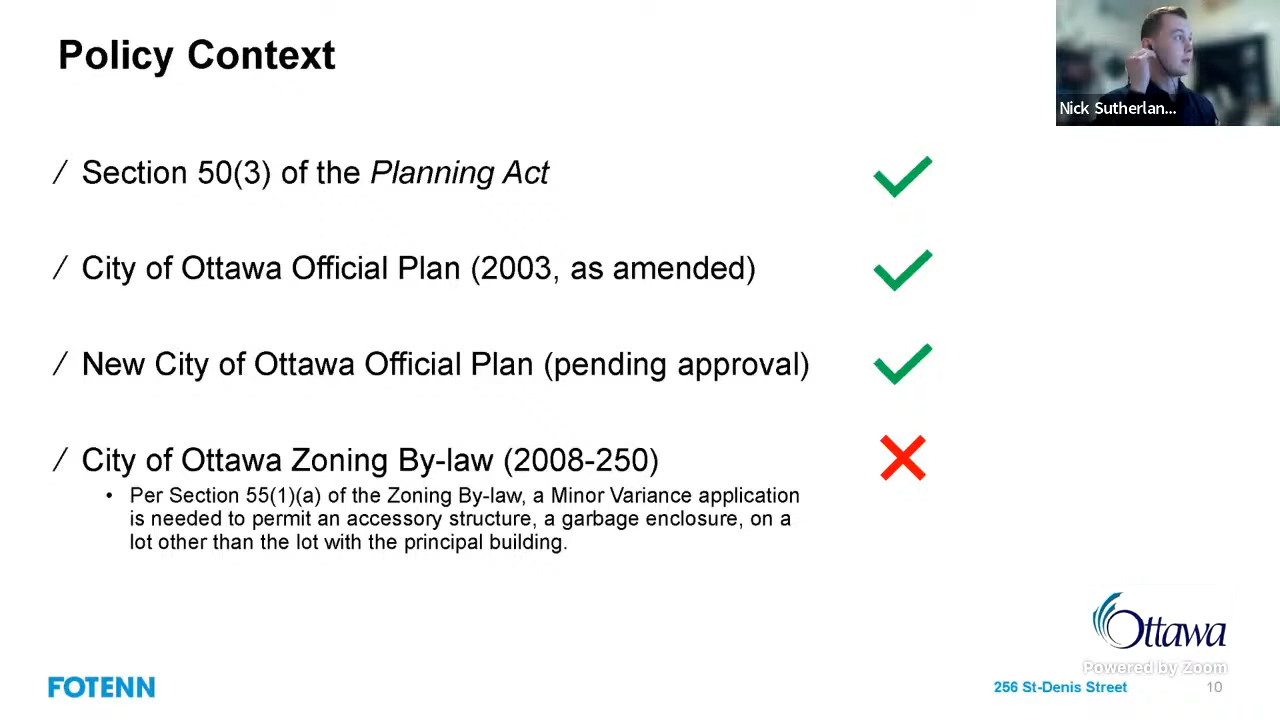 Policy Context
Nick Sutherlan...
/ Section 50(3) of the Planning Act
/ City of Ottawa Official Plan (2003, as amended)
/ New City of Ottawa Official Plan (pending approval)
/ City of Ottawa Zoning By-law (2008-250)
• Per Section 55(1)(a) of the Zoning By-law, a Minor Variance application
is needed to permit an accessory structure, a garbage enclosure, on a
lot other than the lot with the principal building.
Ottawa
Powered by Zoom
FOTENN
256 St-Denis Street
10